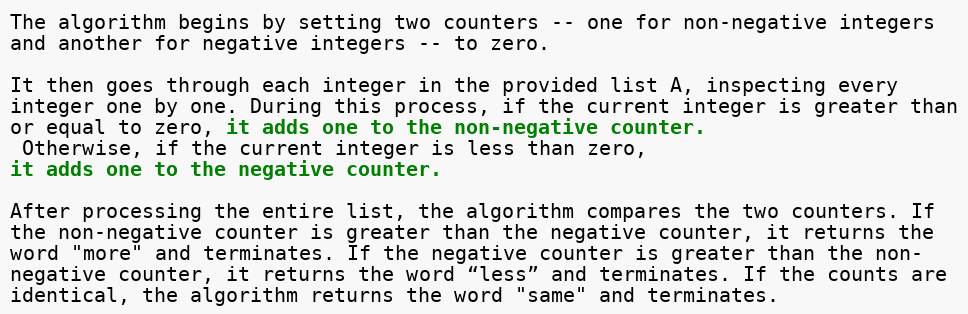 The algorithm begins by setting two counters -- one for non-negative integers
and another for negative integers -- to zero.
It then goes through each integer in the provided list A, inspecting every
integer one by one. During this process, if the current integer is greater than
or equal to zero, it adds one to the non-negative counter.
Otherwise, if the current integer is less than zero,
it adds one to the negative counter.
After processing the entire list, the algorithm compares the two counters. If
the non-negative counter is greater than the negative counter, it returns the
word "more" and terminates. If the negative counter is greater than the non-
negative counter, it returns the word “less” and terminates. If the counts are
identical, the algorithm returns the word "same" and terminates.